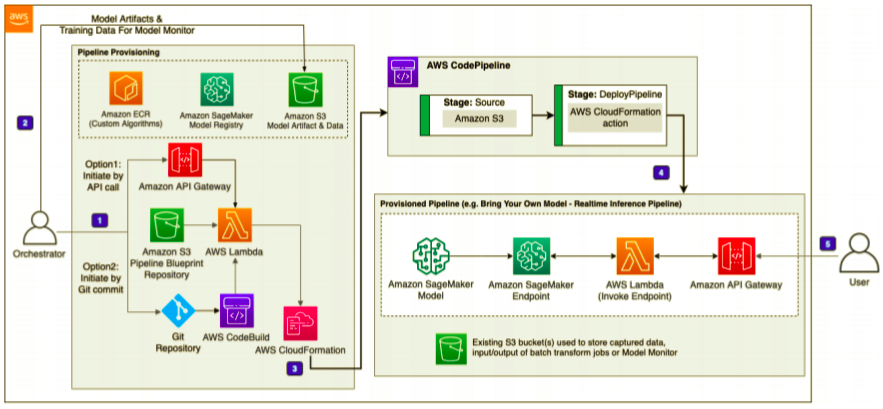 aws
Model Artifacts &
Training Data For Model Monitor
Pipeline Provisioning
Amazon ECR
(Custom Algorithms)
Amazon SageMaker
Model Registry
Amazon S3
Model Artifact & Data
2
Option1:
Initiate by
API call
Amazon API Gateway
1
Orchestrator
Amazon S3
Pipeline Blueprint
Repository
AWS Lambda
Option2:
Initiate by
Git commit
Git
Repository
AWS CodeBuild
AWS CloudFormation
3
AWS CodePipeline
Stage: Source
Amazon S3
Stage: DeployPipeline
AWS CloudFormation
action
4
Provisioned Pipeline (e.g. Bring Your Own Model - Realtime Inference Pipeline)
Amazon SageMaker
Model
Amazon SageMaker
Endpoint
AWS Lambda
(Invoke Endpoint)
Amazon API Gateway
5
User
Existing S3 bucket(s) used to store captured data,
input/output of batch transform jobs or Model Monitor